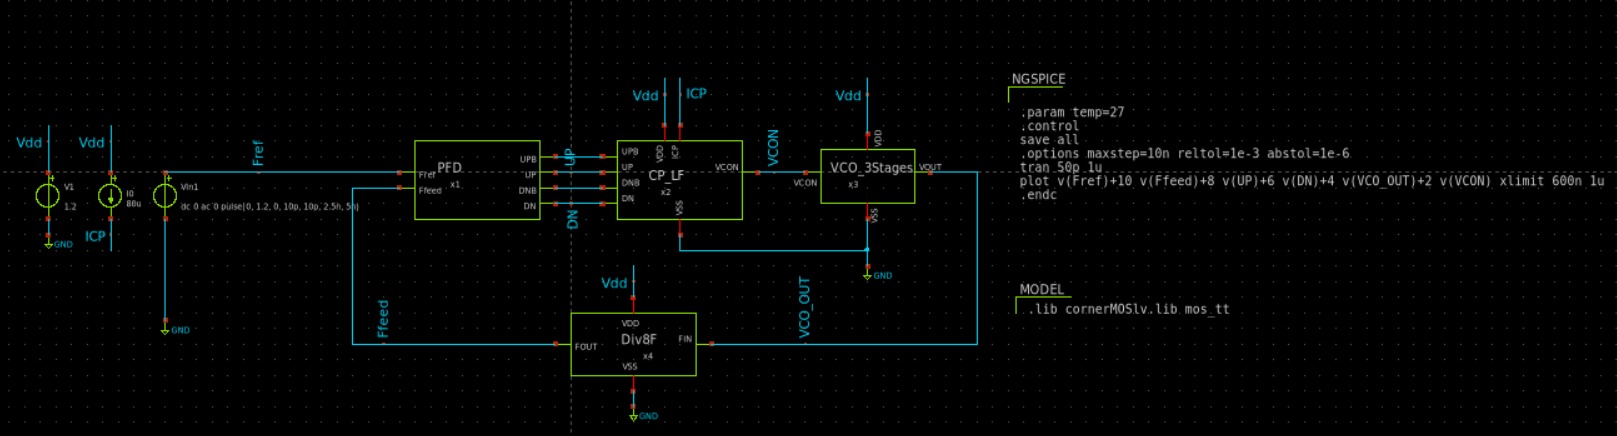 Vdd
V1
1.2
GND
Vdd
I0
80u
ICP
Fref
Vin1
dc 0 ac 0 pulse(0, 1.2, 0, 10p, 10p, 2.5n, 5n)
GND
Ffeed
PFD
x1
Fref
Ffeed
UPB
UP
DNB
DN
UP
DN
Vdd
ICP
UPB
UP
DNB
DN
VDD
ICP
CP_LF
x2
VCON
VSS
VCON
Vdd
VDD
VCO_3Stages
x3
VCON
VOUT
VSS
GND
Vdd
VDD
Div8F
x4
FOUT
FIN
VSS
GND
VCO_OUT
NGSPICE
.param temp=27
.control
save all
.options maxstep=10n reltol=1e-3 abstol=1e-6
tran 50p 1u
plot v(Fref)+10 v(Ffeed)+8 v(UP)+6 v(DN)+4 v(VCO_OUT)+2 v(VCON) xlimit 600n 1u
.endc
MODEL
.lib cornerMOSlv.lib mos_tt